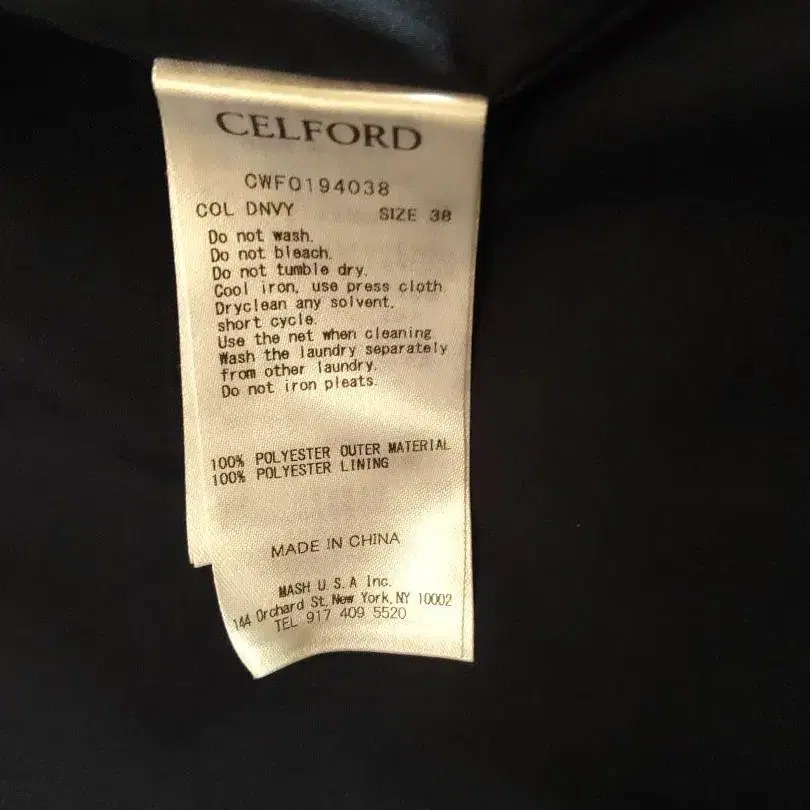 CELFORD
CWFO194038
COL DNVY SIZE 38
Do not wash.
Do not bleach.
Do not tumble dry.
Cool iron, use press cloth
Dryclean any solvent.
short cycle.
Use the net when cleaning
Wash the laundry separately
from other laundry.
Do not iron pleats.
100% POLYESTER OUTER MATERIAL
100% POLYESTER LINING
MADE IN CHINA
MASH U.S.A Inc.
144 Orchard St, New York, NY 10002
TEL 917 409 5520